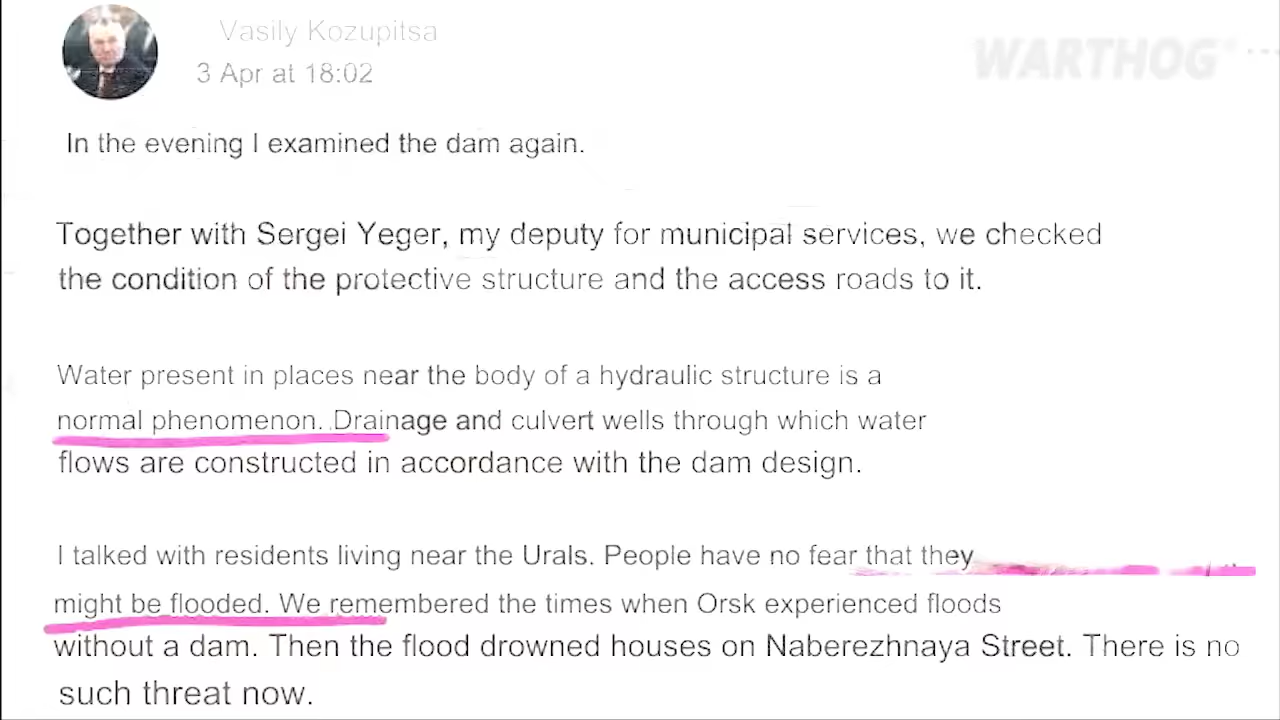 Vasily Kozupitsa
WARTHOG
3 Apr at 18:02
In the evening I examined the dam again.
Together with Sergei Yeger, my deputy for municipal services, we checked
the condition of the protective structure and the access roads to it.
Water present in places near the body of a hydraulic structure is a
normal phenomenon. Drainage and culvert wells through which water
flows are constructed in accordance with the dam design.
I talked with residents living near the Urals. People have no fear that they
might be flooded. We remembered the times when Orsk experienced floods
without a dam. Then the flood drowned houses on Naberezhnaya Street. There is no
such threat now.